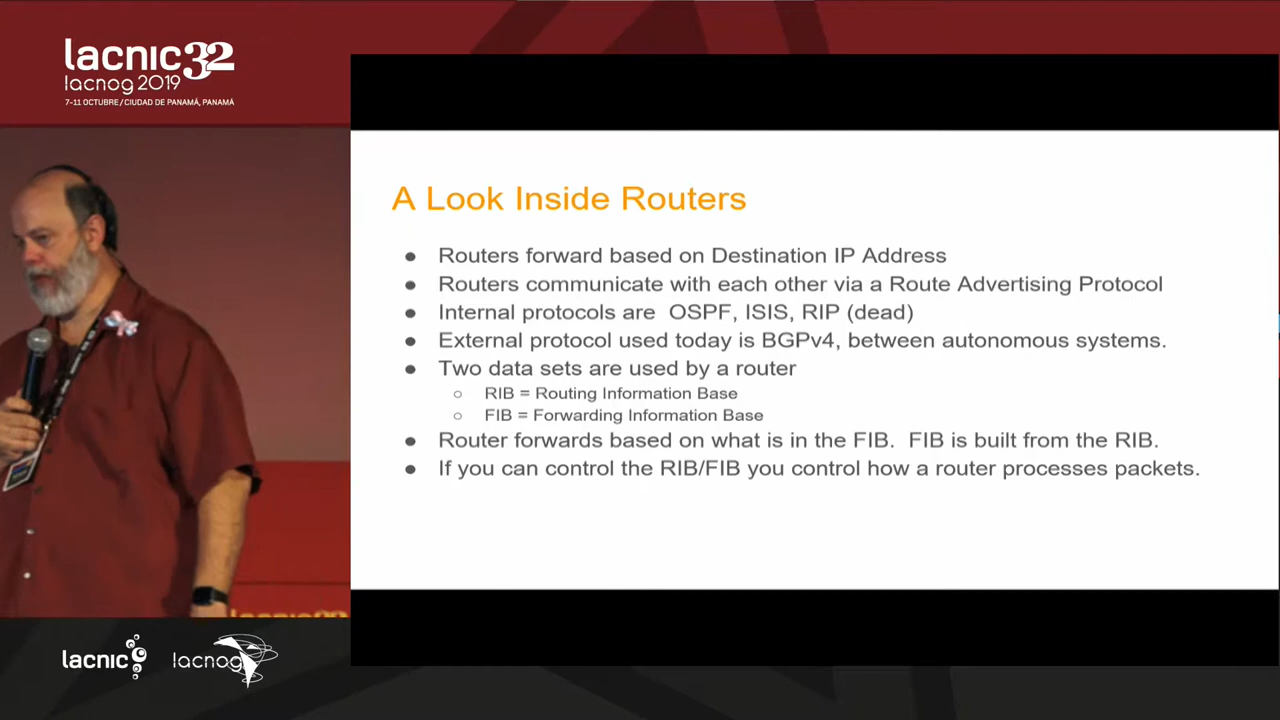 lacnic32
lacnog 2019
7-11 OCTUBRE / CIUDAD DE PANAMÁ, PANAMÁ
A Look Inside Routers
● Routers forward based on Destination IP Address
● Routers communicate with each other via a Route Advertising Protocol
● Internal protocols are OSPF, ISIS, RIP (dead)
● External protocol used today is BGPv4, between autonomous systems.
● Two data sets are used by a router
○ RIB = Routing Information Base
○ FIB = Forwarding Information Base
● Router forwards based on what is in the FIB. FIB is built from the RIB.
● If you can control the RIB/FIB you control how a router processes packets.
lacnic32
lacnic
lacnog